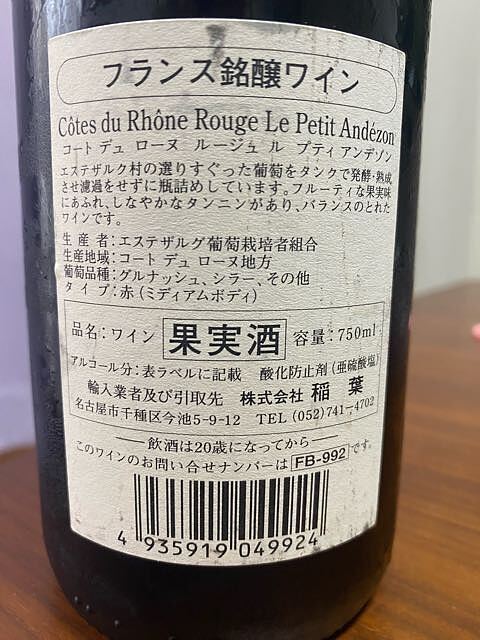 フランス銘醸ワイン
Côtes du Rhône Rouge Le Petit Andézon
コート デュ ローヌ ルージュ ル プティ アンデゾン
エステザルク村の選りすぐった葡萄をタンクで発酵・熟成
させ濾過をせずに瓶詰めしています。フルーティな果実味
にあふれ、しなやかなタンニンがあり、バランスのとれた
ワインです。
生産者:エステザルグ葡萄栽培者組合
生産地域:コート デュ ローヌ地方
葡萄品種:グルナッシュ、シラー、その他
タイプ:赤(ミディアムボディ)
品名:ワイン 果実酒 容量:750ml
アルコール分:表ラベルに記載 酸化防止剤(亜硫酸塩)
輸入業者及び引取先 株式会社 稲葉
名古屋市千種区今池5-9-12 TEL (052)741-4702
飲酒は20歳になってから
このワインのお問い合せナンバーは FB-992 です。
4 935919 049924